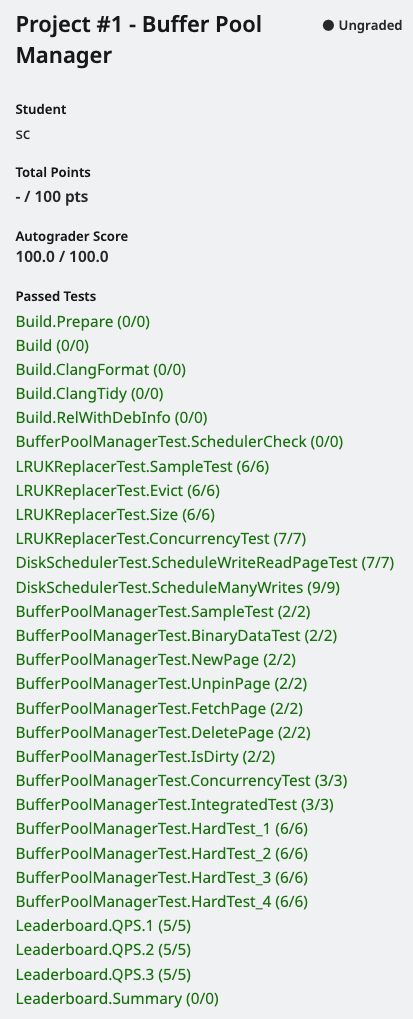 Project #1 - Buffer Pool
Manager
Ungraded
Student
sc
Total Points
- / 100 pts
Autograder Score
100.0 / 100.0
Passed Tests
Build.Prepare (0/0)
Build (0/0)
Build.ClangFormat (0/0)
Build.ClangTidy (0/0)
Build.RelWithDebInfo (0/0)
BufferPoolManagerTest.SchedulerCheck (0/0)
LRUKReplacerTest.SampleTest (6/6)
LRUKReplacerTest.Evict (6/6)
LRUKReplacerTest.Size (6/6)
LRUKReplacerTest.ConcurrencyTest (7/7)
DiskSchedulerTest.ScheduleWriteReadPageTest (7/7)
DiskSchedulerTest.ScheduleManyWrites (9/9)
BufferPoolManagerTest.SampleTest (2/2)
BufferPoolManagerTest.BinaryDataTest (2/2)
BufferPoolManagerTest.NewPage (2/2)
BufferPoolManagerTest.UnpinPage (2/2)
BufferPoolManagerTest.FetchPage (2/2)
BufferPoolManagerTest.DeletePage (2/2)
BufferPoolManagerTest.IsDirty (2/2)
BufferPoolManagerTest.ConcurrencyTest (3/3)
BufferPoolManagerTest.IntegratedTest (3/3)
BufferPoolManagerTest.HardTest_1 (6/6)
BufferPoolManagerTest.HardTest_2 (6/6)
BufferPoolManagerTest.HardTest_3 (6/6)
BufferPoolManagerTest.HardTest_4 (6/6)
Leaderboard.QPS.1 (5/5)
Leaderboard.QPS.2 (5/5)
Leaderboard.QPS.3 (5/5)
Leaderboard.Summary (0/0)